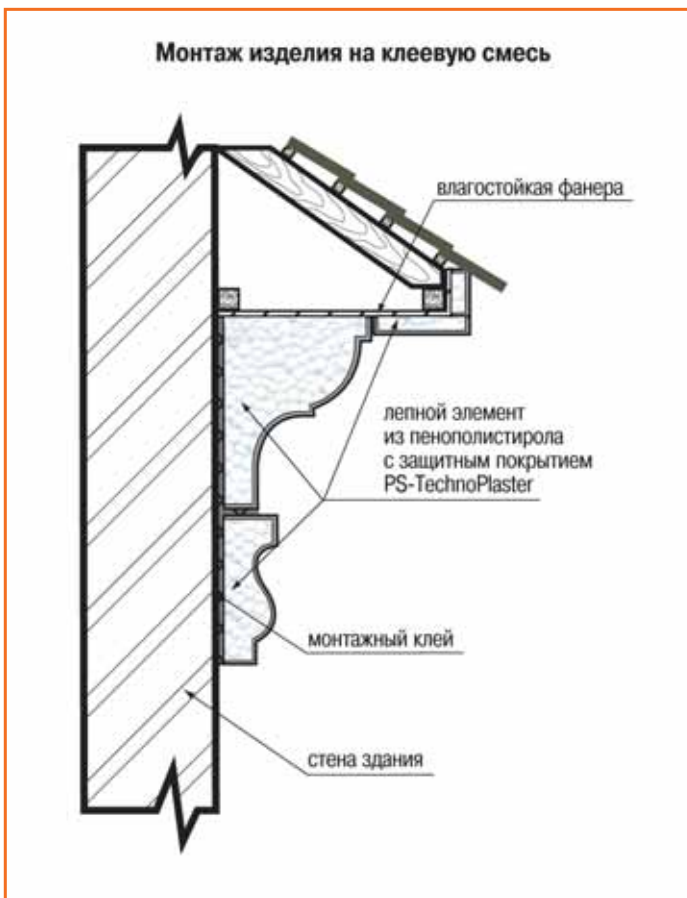 Монтаж изделия на клеевую смесь
влагостойкая фанера
лепной элемент
из пенополистирола
с защитным покрытием
PS-TechnoPlaster
монтажный клей
стена здания